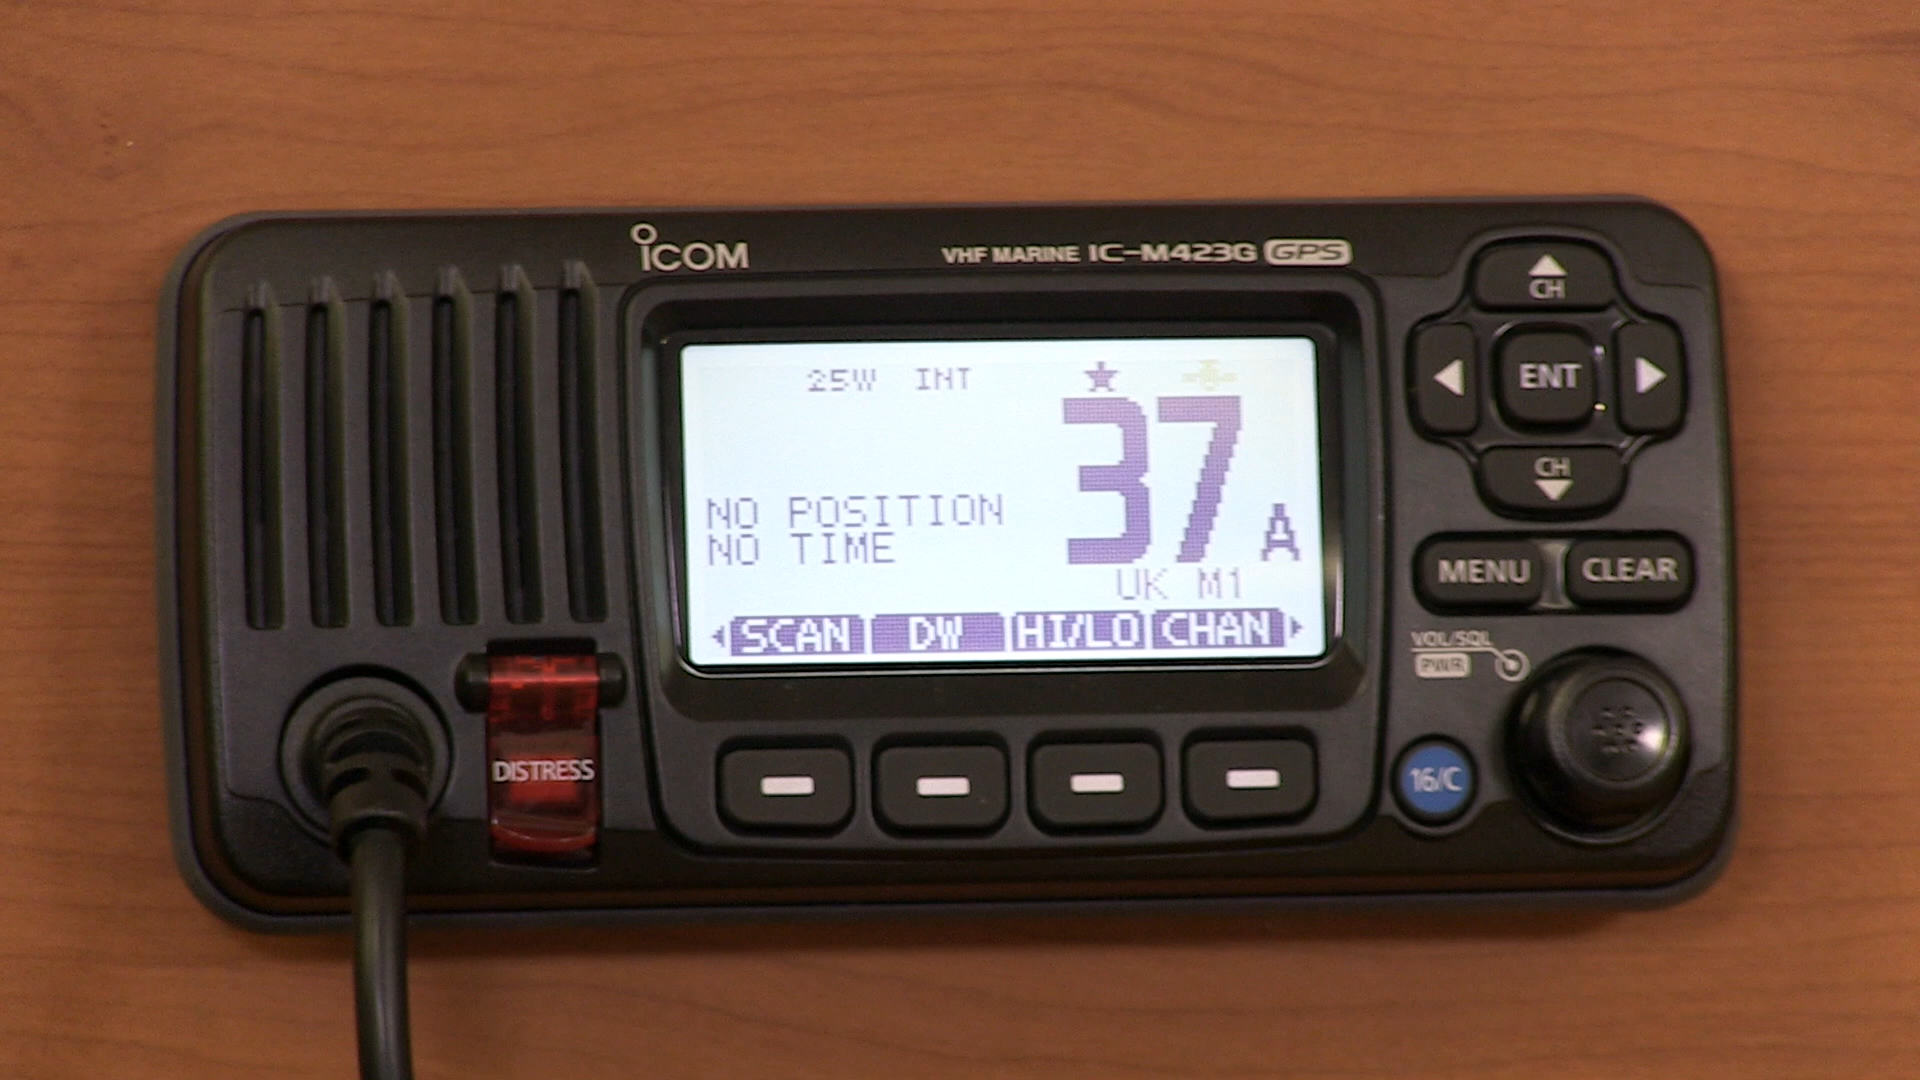 ICOM
VHF MARINE IC-M423G GPS
25W INT
37 A
NO POSITION
NO TIME
UK M1
SCAN DW HI/LO CHAN
CH
ENT
CH
MENU CLEAR
VOL/SQL
PWR
DISTRESS
16/C